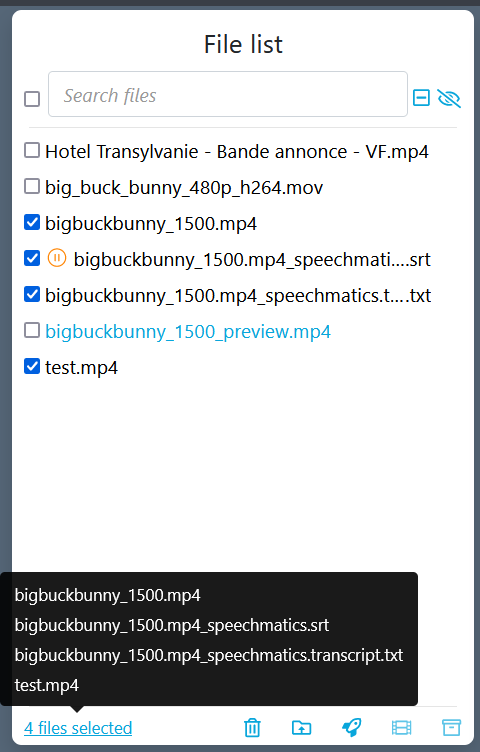 File list
Search files
Hotel Transylvanie - Bande annonce - VF.mp4
big_buck_bunny_480p_h264.mov
bigbuckbunny_1500.mp4
bigbuckbunny_1500.mp4_speechmati....srt
bigbuckbunny_1500.mp4_speechmatics.t....txt
bigbuckbunny_1500_preview.mp4
test.mp4
bigbuckbunny_1500.mp4
bigbuckbunny_1500.mp4_speechmatics.srt
bigbuckbunny_1500.mp4_speechmatics.transcript.txt
test.mp4
4 files selected